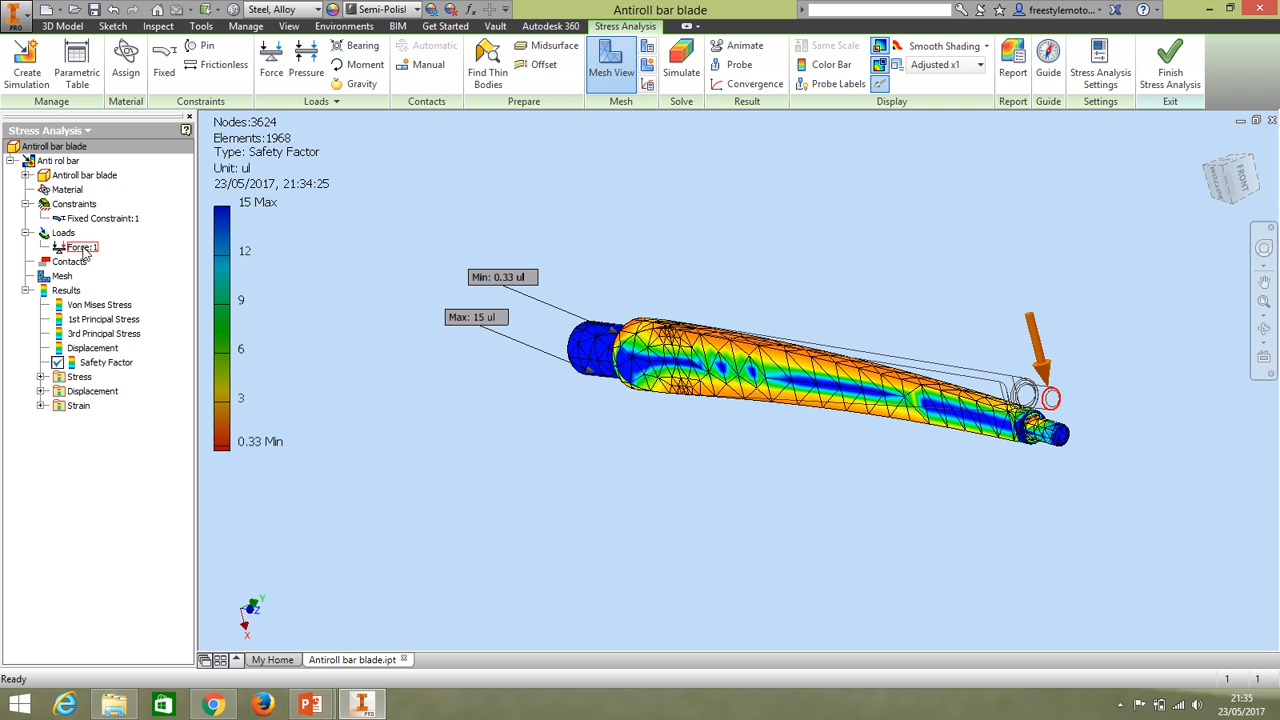 Steel, Alloy
Semi-Polisl
Antiroll bar blade
freestylemoto...
PRO
3D Model
Sketch
Inspect
Tools
Manage
View
Environments
BIM
Get Started
Vault
Autodesk 360
Stress Analysis
Create Simulation
Parametric Table
Assign
Fixed
Pin
Frictionless
Force
Pressure
Bearing
Moment
Gravity
Automatic
Manual
Find Thin Bodies
Midsurface
Offset
Mesh View
Simulate
Animate
Probe
Convergence
Same Scale
Color Bar
Probe Labels
Smooth Shading
Adjusted x1
Report
Guide
Stress Analysis Settings
Finish Stress Analysis
Manage
Material
Constraints
Loads
Contacts
Prepare
Mesh
Solve
Result
Display
Report
Guide
Settings
Exit
Stress Analysis
Antiroll bar blade
Anti rol bar
Antiroll bar blade
Material
Constraints
Fixed Constraint:1
Loads
Force:1
Contacts
Mesh
Results
Von Mises Stress
1st Principal Stress
3rd Principal Stress
Displacement
Safety Factor
Stress
Displacement
Strain
Nodes:3624
Elements:1968
Type: Safety Factor
Unit: ul
23/05/2017, 21:34:25
15 Max
12
9
6
3
0.33 Min
Min: 0.33 ul
Max: 15 ul
BOTTOM
FRONT
Y
Z
X
My Home
Antiroll bar blade.ipt
Ready
1
1
21:35
23/05/2017